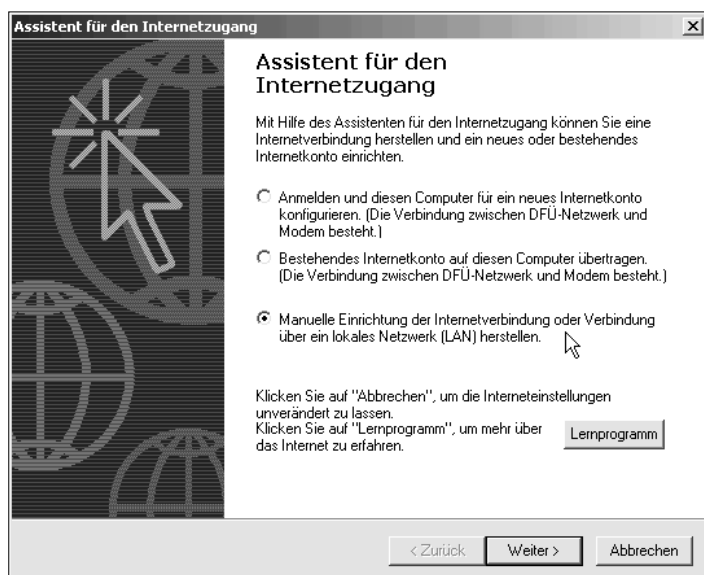 Assistent für den Internetzugang
Assistent für den
Internetzugang
Mit Hilfe des Assistenten für den Internetzugang können Sie eine
Internetverbindung herstellen und ein neues oder bestehendes
Internetkonto einrichten.
Anmelden und diesen Computer für ein neues Internetkonto
konfigurieren. (Die Verbindung zwischen DFÜ-Netzwerk und
Modem besteht.)
Bestehendes Internetkonto auf diesen Computer übertragen.
(Die Verbindung zwischen DFÜ-Netzwerk und Modem besteht.)
Manuelle Einrichtung der Internetverbindung oder Verbindung
über ein lokales Netzwerk (LAN) herstellen.
Klicken Sie auf "Abbrechen", um die Interneteinstellungen
unverändert zu lassen.
Klicken Sie auf "Lernprogramm", um mehr über
das Internet zu erfahren.
Lernprogramm
< Zurück
Weiter >
Abbrechen